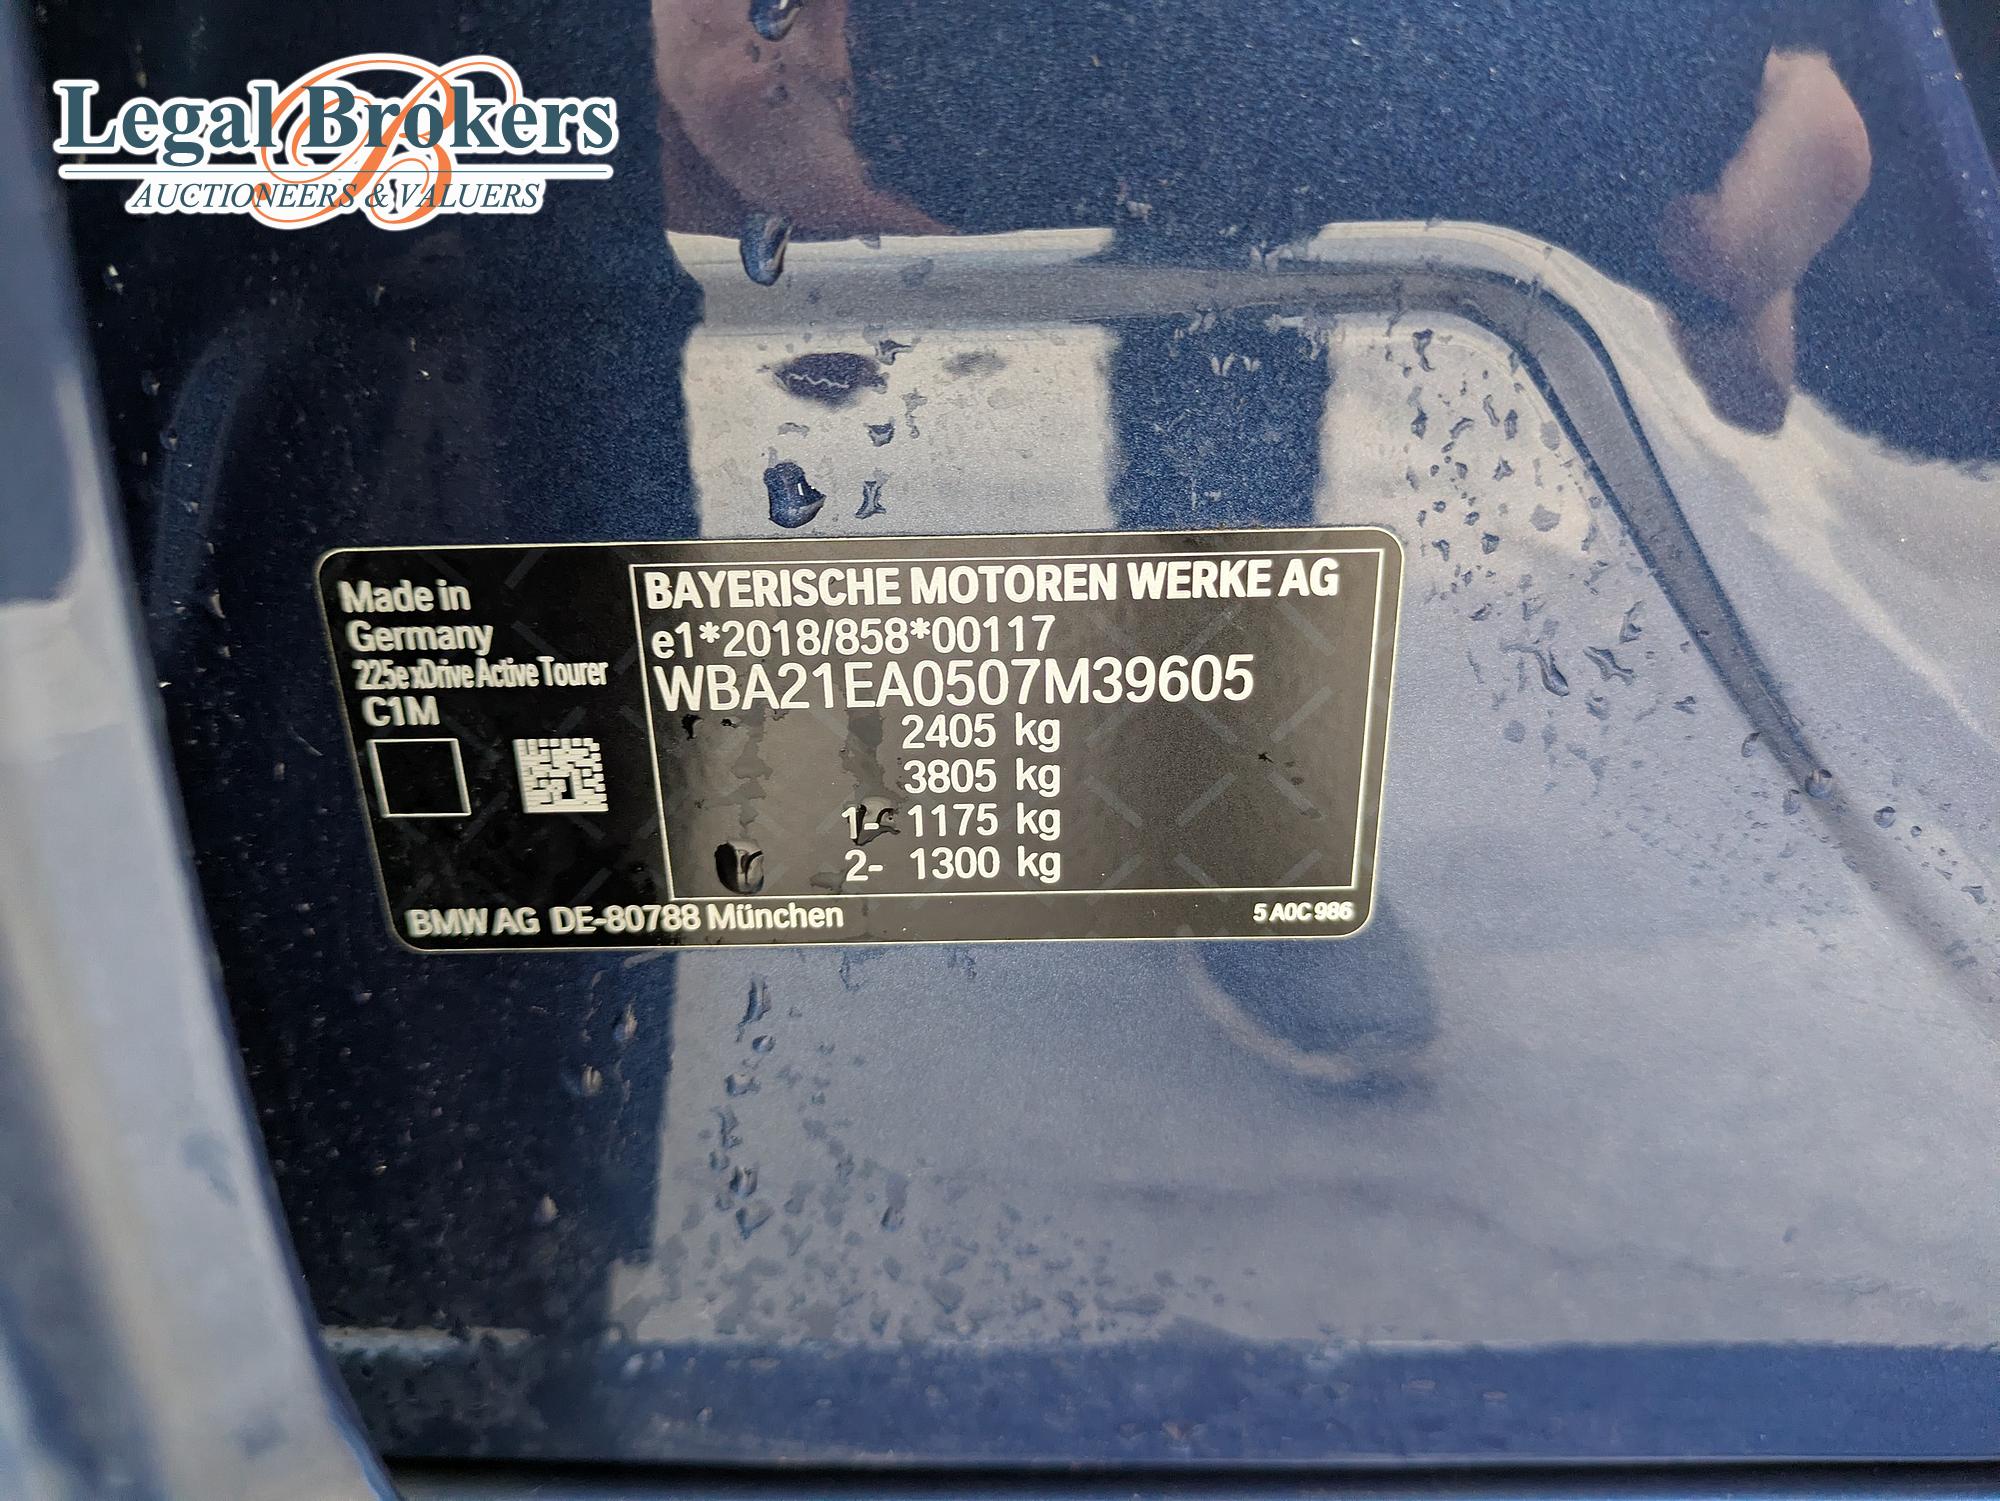 Legal Brokers
AUCTIONEERS & VALUERS
Made in
Germany
225e xDrive Active Tourer
C1M
BAYERISCHE MOTOREN WERKE AG
e1*2018/858*00117
WBA21EA0507M39605
2405 kg
3805 kg
1- 1175 kg
2- 1300 kg
BMW AG DE-80788 München
5 A0C 986